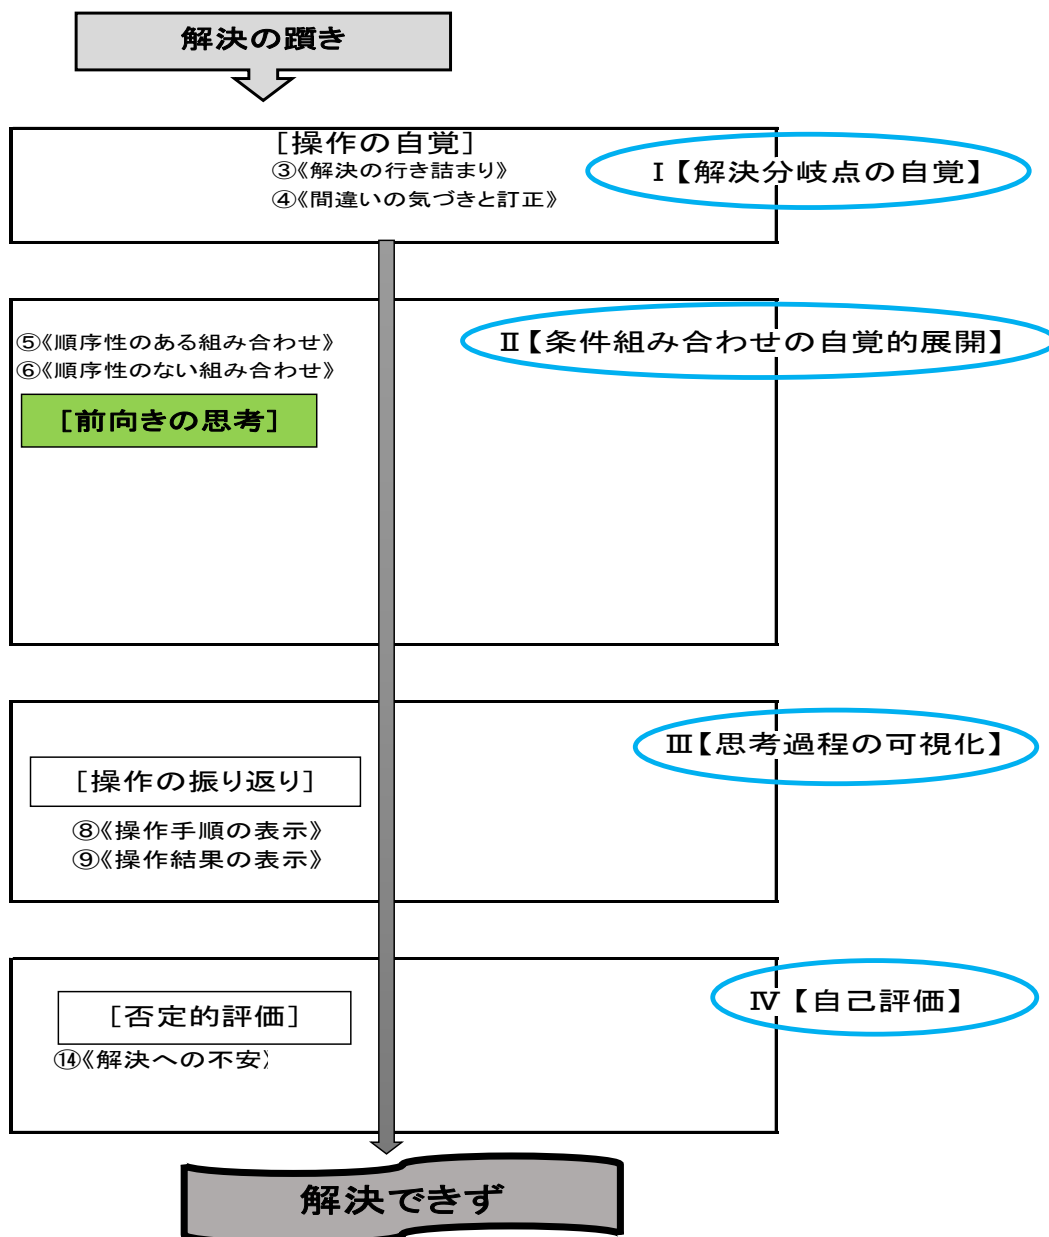 解決の躓き
[操作の自覚]
③《解決の行き詰まり》
④《間違いの気づきと訂正》
Ⅰ【解決分岐点の自覚】
⑤《順序性のある組み合わせ》
⑥《順序性のない組み合わせ》
[前向きの思考]
Ⅱ【条件組み合わせの自覚的展開】
Ⅲ【思考過程の可視化】
[操作の振り返り]
⑧《操作手順の表示》
⑨《操作結果の表示》
Ⅳ【自己評価】
[否定的評価]
⑭《解決への不安》
解決できず